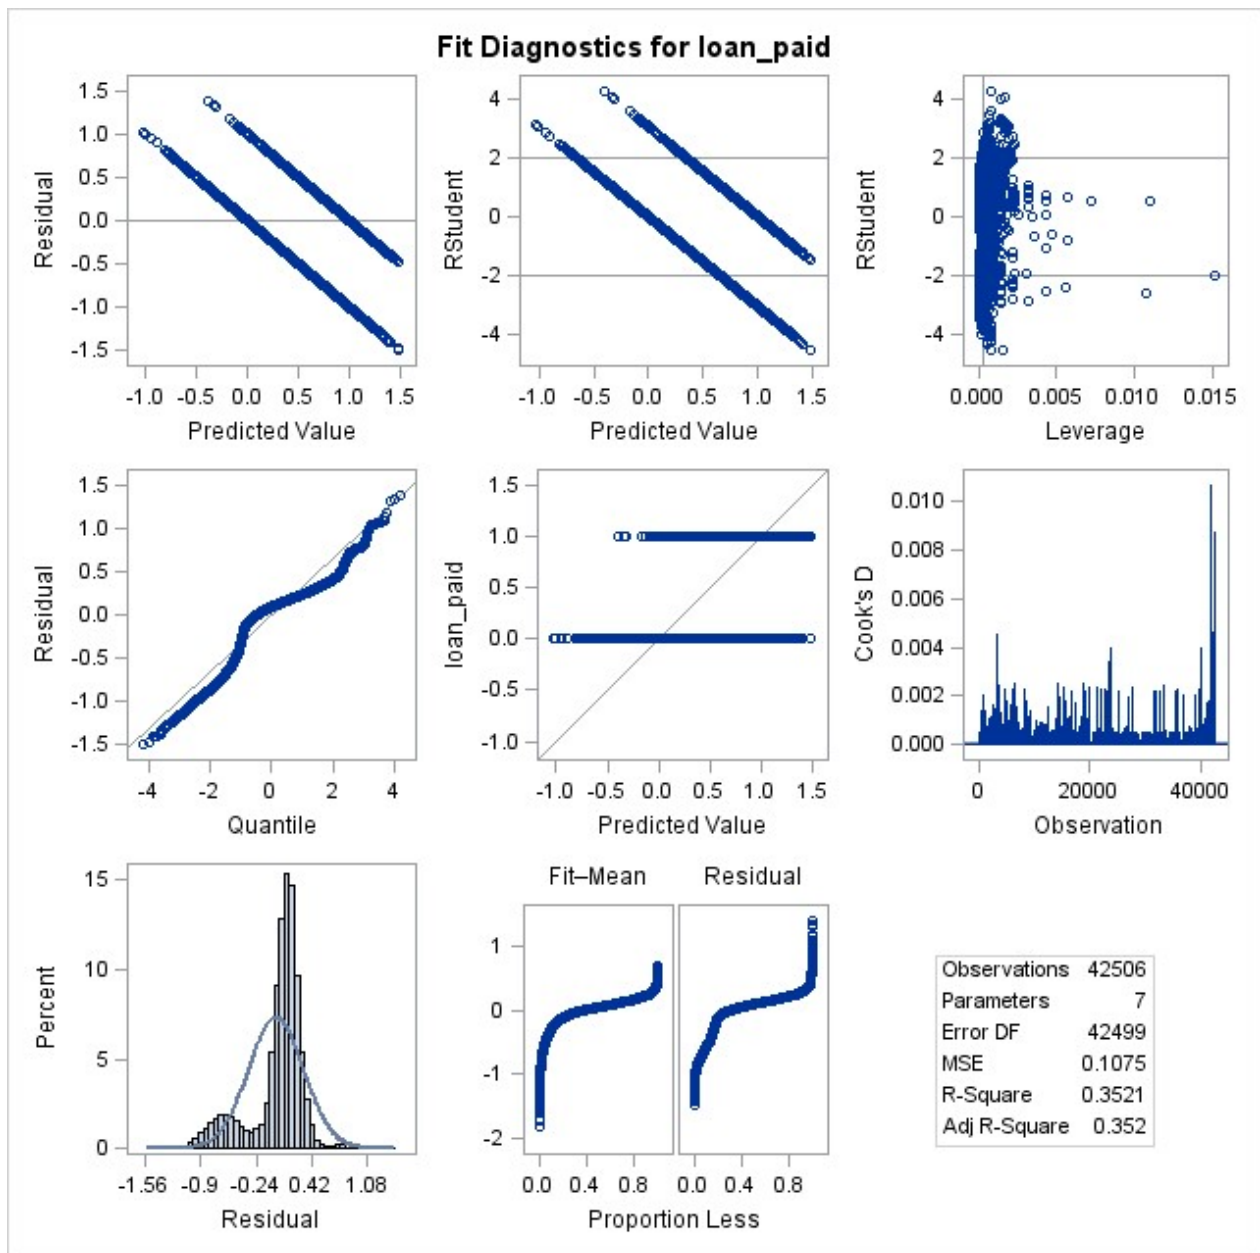 Fit Diagnostics for loan_paid
1.5
1.0
0.5
0.0
-0.5
-1.0
-1.5
Residual
-1.0 -0.5 0.0 0.5 1.0 1.5
Predicted Value
4
2
0
-2
-4
RStudent
-1.0 -0.5 0.0 0.5 1.0 1.5
Predicted Value
4
2
0
-2
-4
RStudent
0.000 0.005 0.010 0.015
Leverage
1.5
1.0
0.5
0.0
-0.5
-1.0
-1.5
Residual
-4 -2 0 2 4
Quantile
1.5
1.0
0.5
0.0
-0.5
-1.0
loan_paid
-1.0 -0.5 0.0 0.5 1.0 1.5
Predicted Value
0.010
0.008
0.006
0.004
0.002
0.000
Cook's D
0 20000 40000
Observation
15
10
5
0
Percent
-1.56 -0.9 -0.24 0.42 1.08
Residual
Fit–Mean Residual
1
0
-1
-2
0.0 0.4 0.8 0.0 0.4 0.8
Proportion Less
Observations 42506
Parameters 7
Error DF 42499
MSE 0.1075
R-Square 0.3521
Adj R-Square 0.352